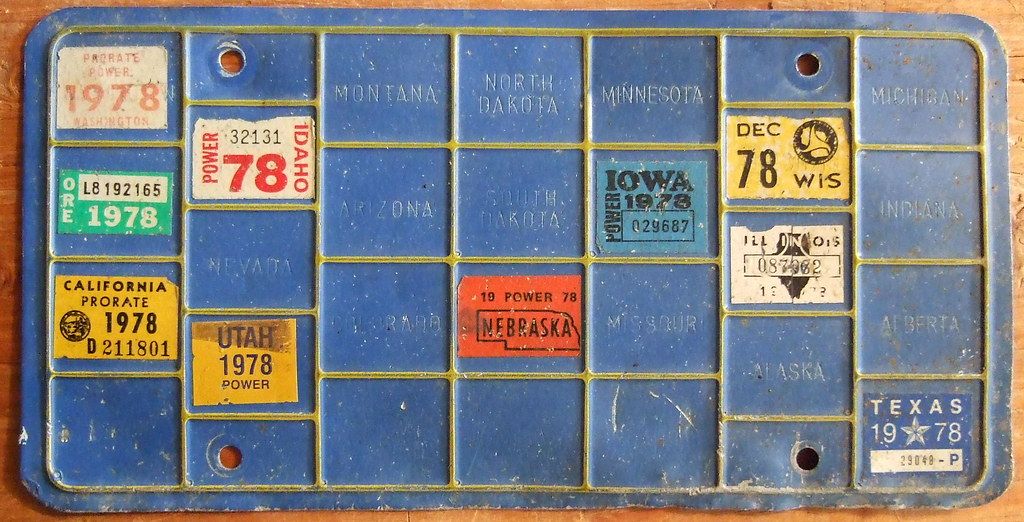 PRORATE
POWER
1978
WASHINGTON
ORE
L8192165
1978
CALIFORNIA
PRORATE
1978
D 211801
POWER
32131
78
IDAHO
NEVADA
UTAH
1978
POWER
MONTANA
ARIZONA
COLORADO
NORTH
DAKOTA
SOUTH
DAKOTA
19 POWER 78
NEBRASKA
MINNESOTA
IOWA
1978
POWER
029687
MISSOURI
DEC
78
WIS
ILLINOIS
ALASKA
MICHIGAN
INDIANA
ALBERTA
TEXAS
19 78
29048-P